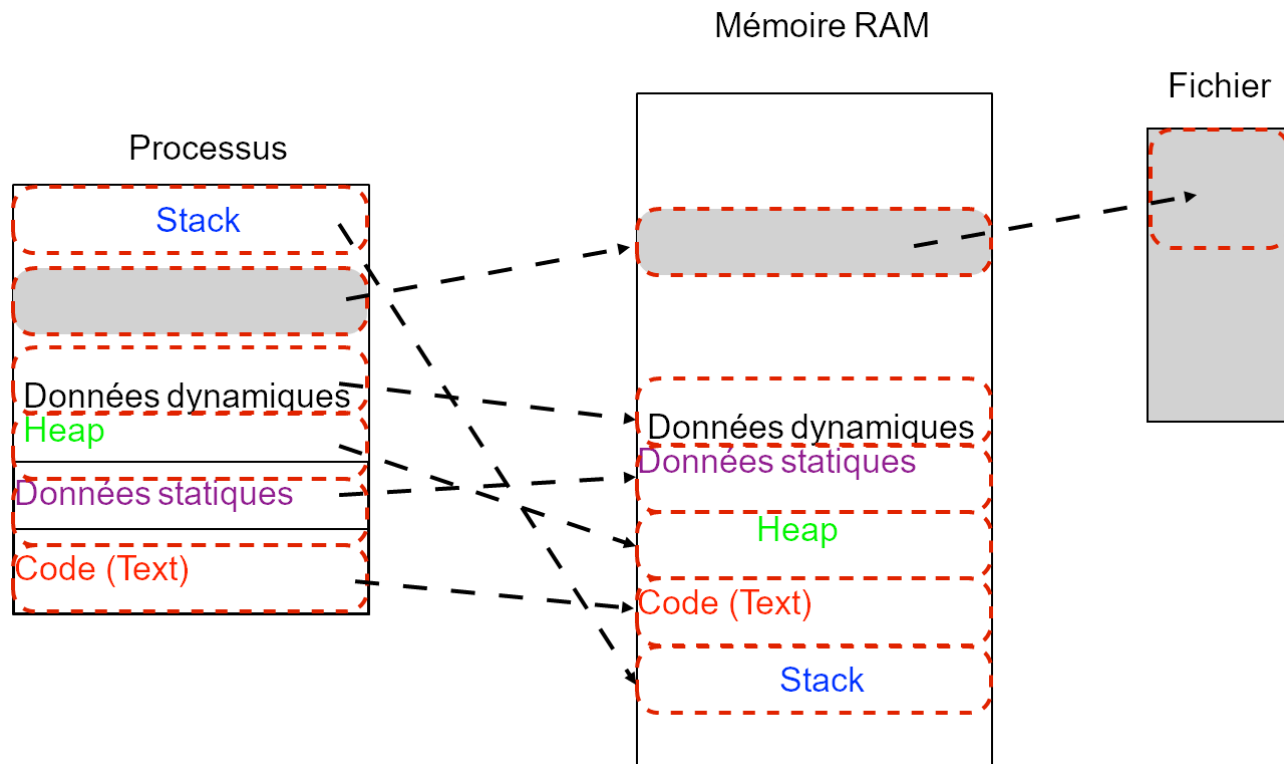 Mémoire RAM
Fichier
Processus
Stack
Données dynamiques
Heap
Données statiques
Code (Text)
Données dynamiques
Données statiques
Heap
Code (Text)
Stack